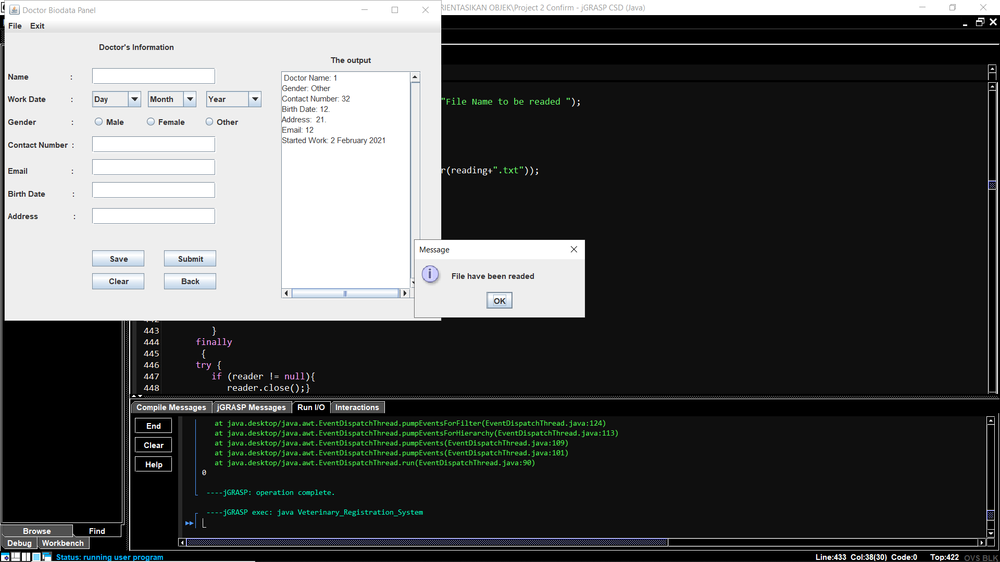 Doctor Biodata Panel
RIENTASIKAN OBJEK\Project 2 Confirm - jGRASP CSD (Java)
File Exit
Doctor's Information
The output
Name :
Work Date : Day Month Year
Gender : Male Female Other
Contact Number :
Email :
Birth Date :
Address :
Save Submit
Clear Back
Doctor Name: 1
Gender: Other
Contact Number: 32
Birth Date: 12.
Address: 21.
Email: 12
Started Work: 2 February 2021
"File Name to be readed ");
r(reading+".txt"));
Message
File have been readed
OK
442
443 }
444 finally
445 {
446 try {
447 if (reader != null){
448 reader.close();}
Compile Messages jGRASP Messages Run I/O Interactions
End
Clear
Help
at java.desktop/java.awt.EventDispatchThread.pumpEventsForFilter(EventDispatchThread.java:124)
at java.desktop/java.awt.EventDispatchThread.pumpEventsForHierarchy(EventDispatchThread.java:113)
at java.desktop/java.awt.EventDispatchThread.pumpEvents(EventDispatchThread.java:109)
at java.desktop/java.awt.EventDispatchThread.pumpEvents(EventDispatchThread.java:101)
at java.desktop/java.awt.EventDispatchThread.run(EventDispatchThread.java:90)
0
----jGRASP: operation complete.
----jGRASP exec: java Veterinary_Registration_System
Browse Find
Debug Workbench
Status: running user program
Line:433 Col:38(30) Code:0 Top:422 OVS BLK